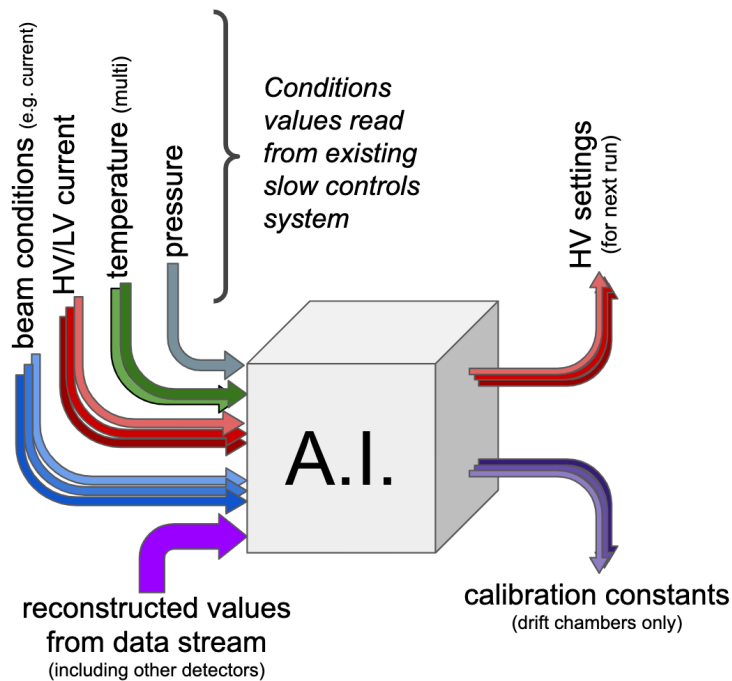 beam conditions (e.g. current)
HV/LV current
temperature (multi)
pressure
Conditions
values read
from existing
slow controls
system
HV settings
(for next run)
A.I.
reconstructed values
from data stream
(including other detectors)
calibration constants
(drift chambers only)